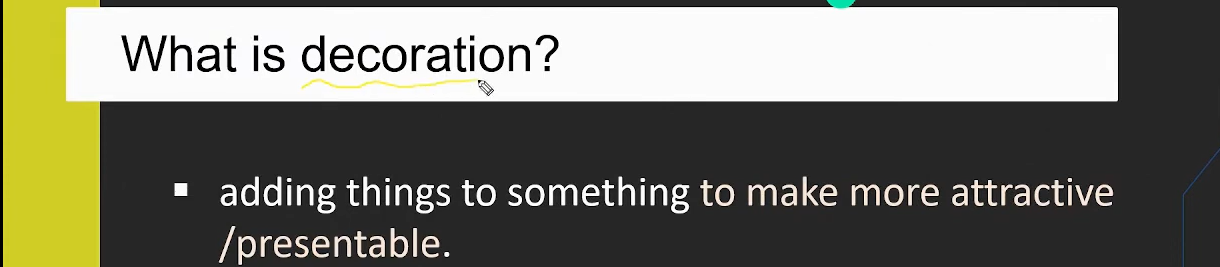 What is decoration?
▪ adding things to something to make more attractive
/presentable.